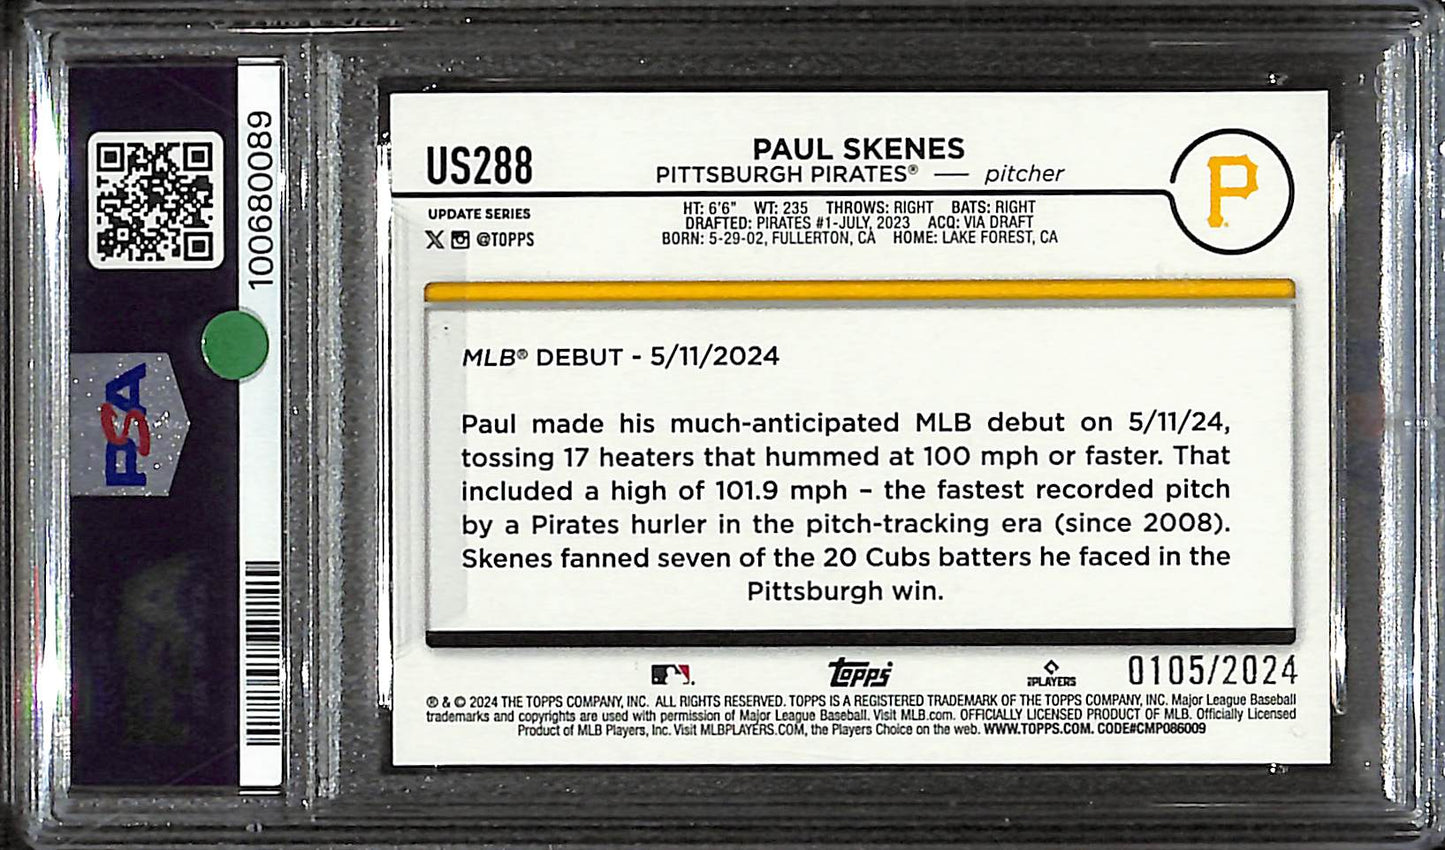 US288
PAUL SKENES
PITTSBURGH PIRATES® — pitcher
P
UPDATE SERIES
X @TOPPS
HT: 6'6" WT: 235 THROWS: RIGHT BATS: RIGHT
DRAFTED: PIRATES #1-JULY, 2023 ACQ: VIA DRAFT
BORN: 5-29-02, FULLERTON, CA HOME: LAKE FOREST, CA
MLB® DEBUT - 5/11/2024
Paul made his much-anticipated MLB debut on 5/11/24,
tossing 17 heaters that hummed at 100 mph or faster. That
included a high of 101.9 mph – the fastest recorded pitch
by a Pirates hurler in the pitch-tracking era (since 2008).
Skenes fanned seven of the 20 Cubs batters he faced in the
Pittsburgh win.
Topps
PLAYERS
0105/2024
® & © 2024 THE TOPPS COMPANY, INC. ALL RIGHTS RESERVED. TOPPS IS A REGISTERED TRADEMARK OF THE TOPPS COMPANY, INC. Major League Baseball
trademarks and copyrights are used with permission of Major League Baseball. Visit MLB.com. OFFICIALLY LICENSED PRODUCT OF MLB. Officially Licensed
Product of MLB Players, Inc. Visit MLBPLAYERS.COM, the Players Choice on the web. WWW.TOPPS.COM. CODE#CMP086009
100680089
PSA